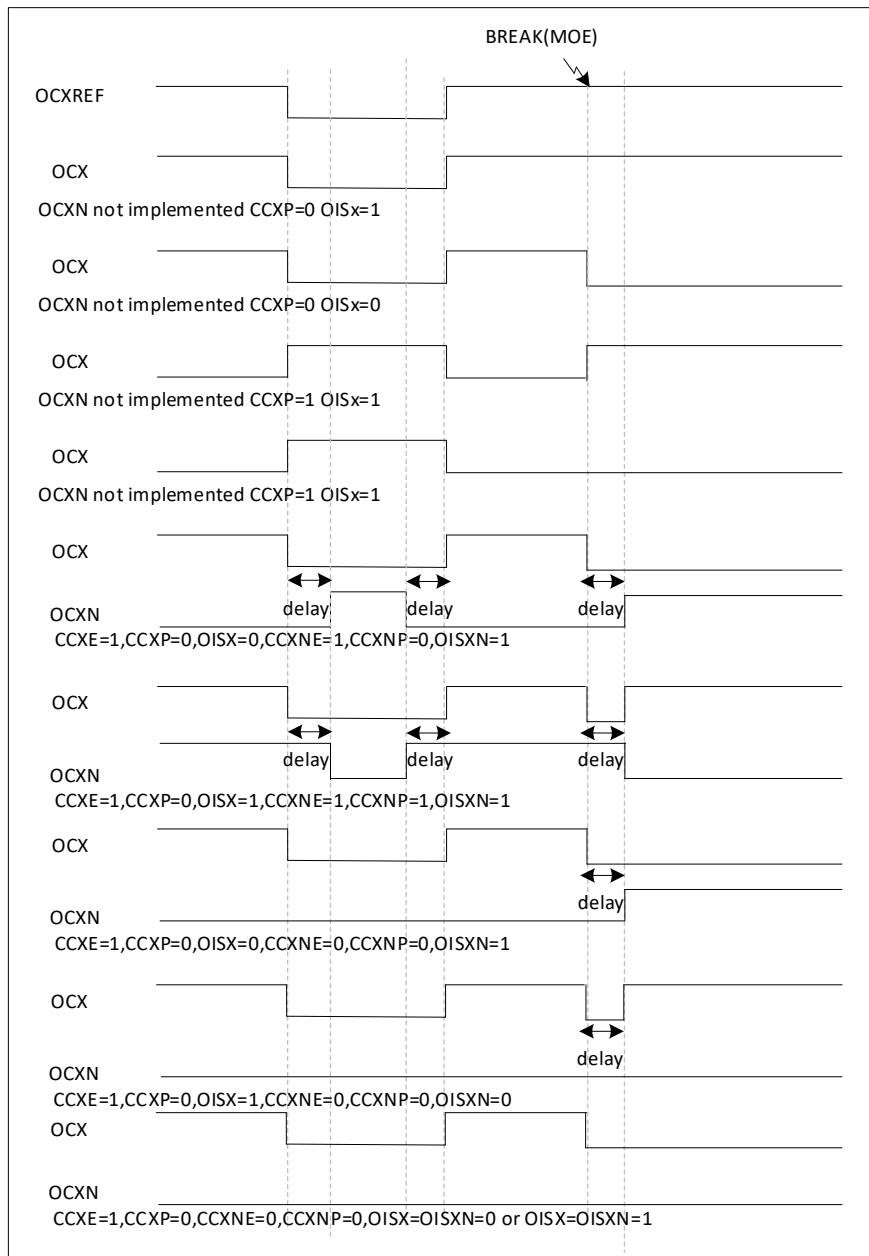 BREAK(MOE)
OCXREF
OCX
OCXN not implemented CCXP=0 OISx=1
OCX
OCXN not implemented CCXP=0 OISx=0
OCX
OCXN not implemented CCXP=1 OISx=1
OCX
OCXN not implemented CCXP=1 OISx=1
OCX
delay delay delay
OCXN
CCXE=1,CCXP=0,OISX=0,CCXNE=1,CCXNP=0,OISXN=1
OCX
delay delay delay
OCXN
CCXE=1,CCXP=0,OISX=1,CCXNE=1,CCXNP=1,OISXN=1
OCX
delay
OCXN
CCXE=1,CCXP=0,OISX=0,CCXNE=0,CCXNP=0,OISXN=1
OCX
delay
OCXN
CCXE=1,CCXP=0,OISX=1,CCXNE=0,CCXNP=0,OISXN=0
OCX
OCXN
CCXE=1,CCXP=0,CCXNE=0,CCXNP=0,OISX=OISXN=0 or OISX=OISXN=1